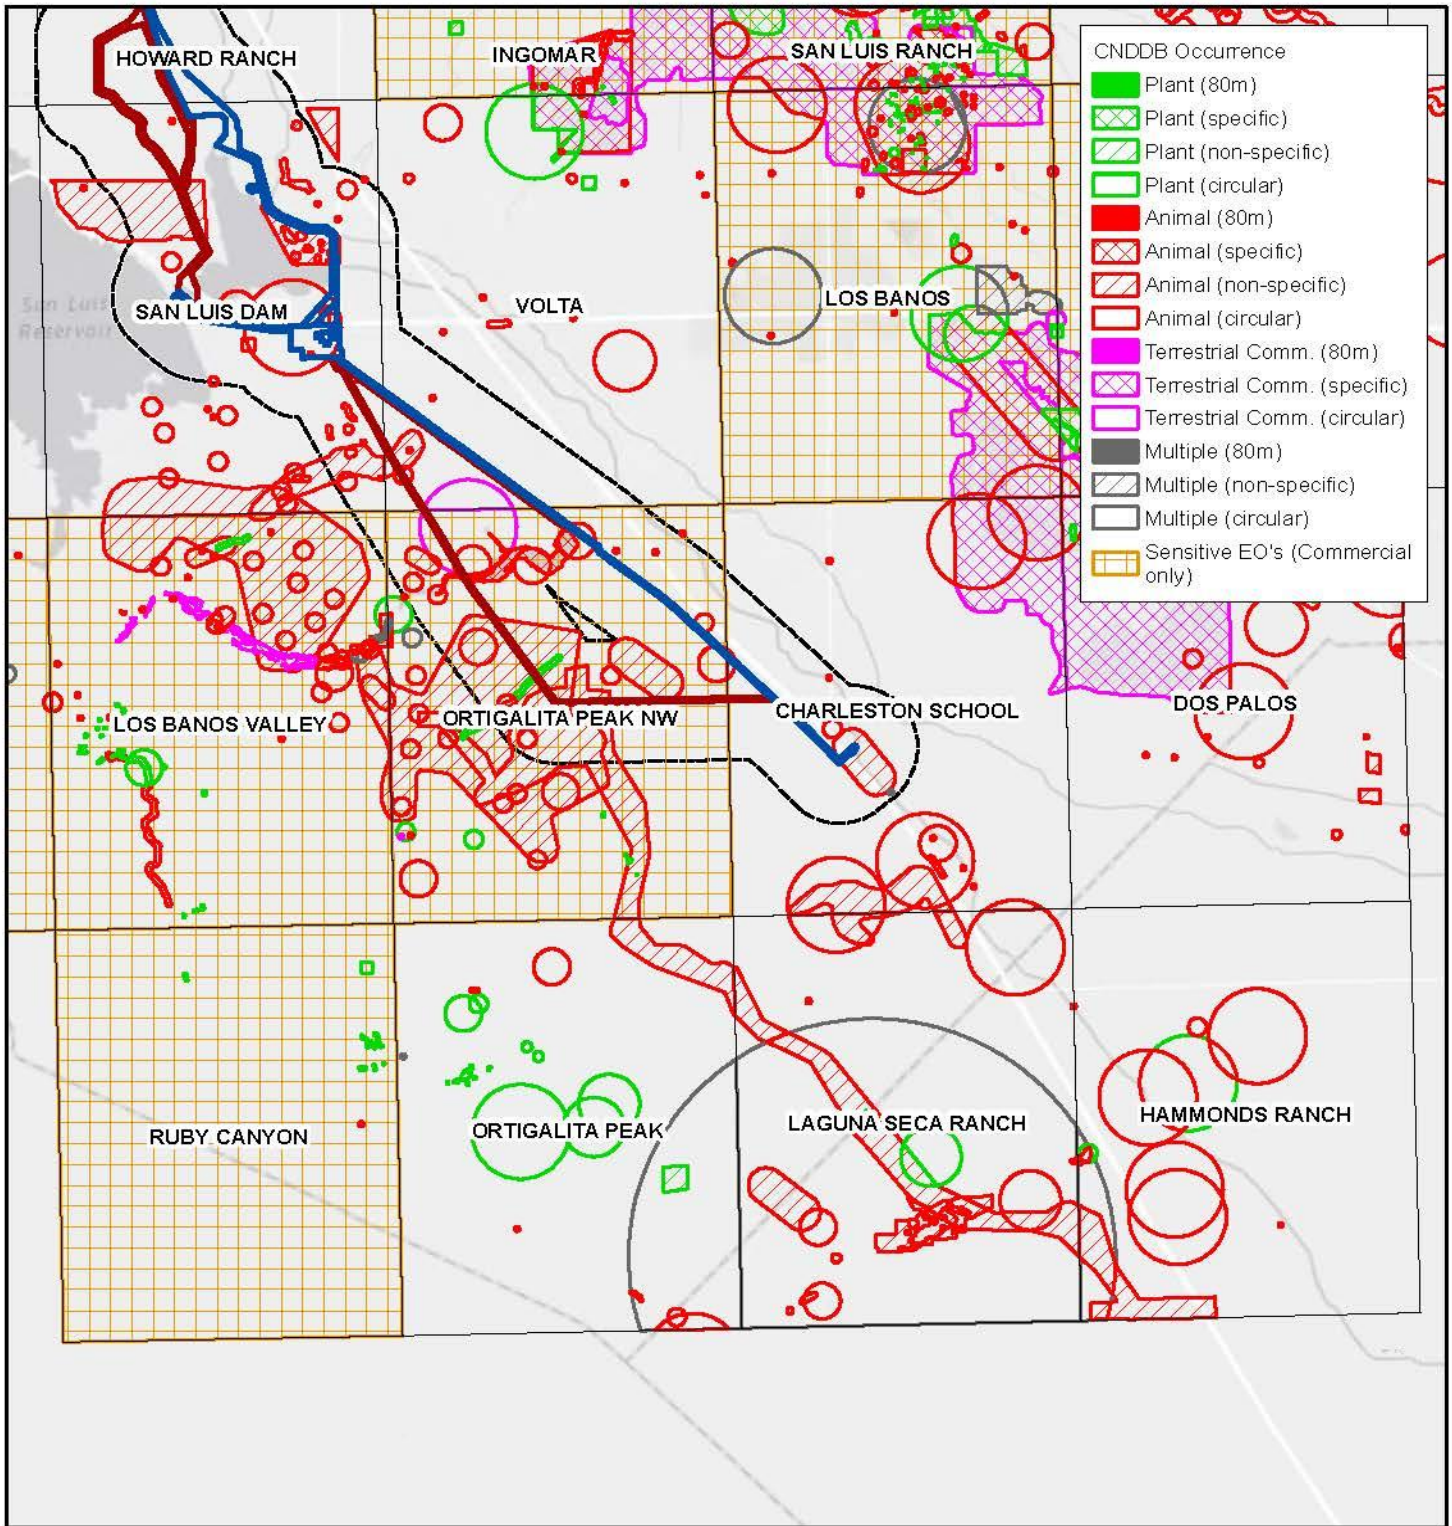 HOWARD RANCH
INGOMAR
SAN LUIS RANCH
CNDDB Occurrence
Plant (80m)
Plant (specific)
Plant (non-specific)
Plant (circular)
Animal (80m)
Animal (specific)
Animal (non-specific)
Animal (circular)
Terrestrial Comm. (80m)
Terrestrial Comm. (specific)
Terrestrial Comm. (circular)
Multiple (80m)
Multiple (non-specific)
Multiple (circular)
Sensitive EO's (Commercial
only)
San Luis
Reservoir
SAN LUIS DAM
VOLTA
LOS BANOS
LOS BANOS VALLEY
ORTIGALITA PEAK NW
CHARLESTON SCHOOL
DOS PALOS
RUBY CANYON
ORTIGALITA PEAK
LAGUNA SECA RANCH
HAMMONDS RANCH